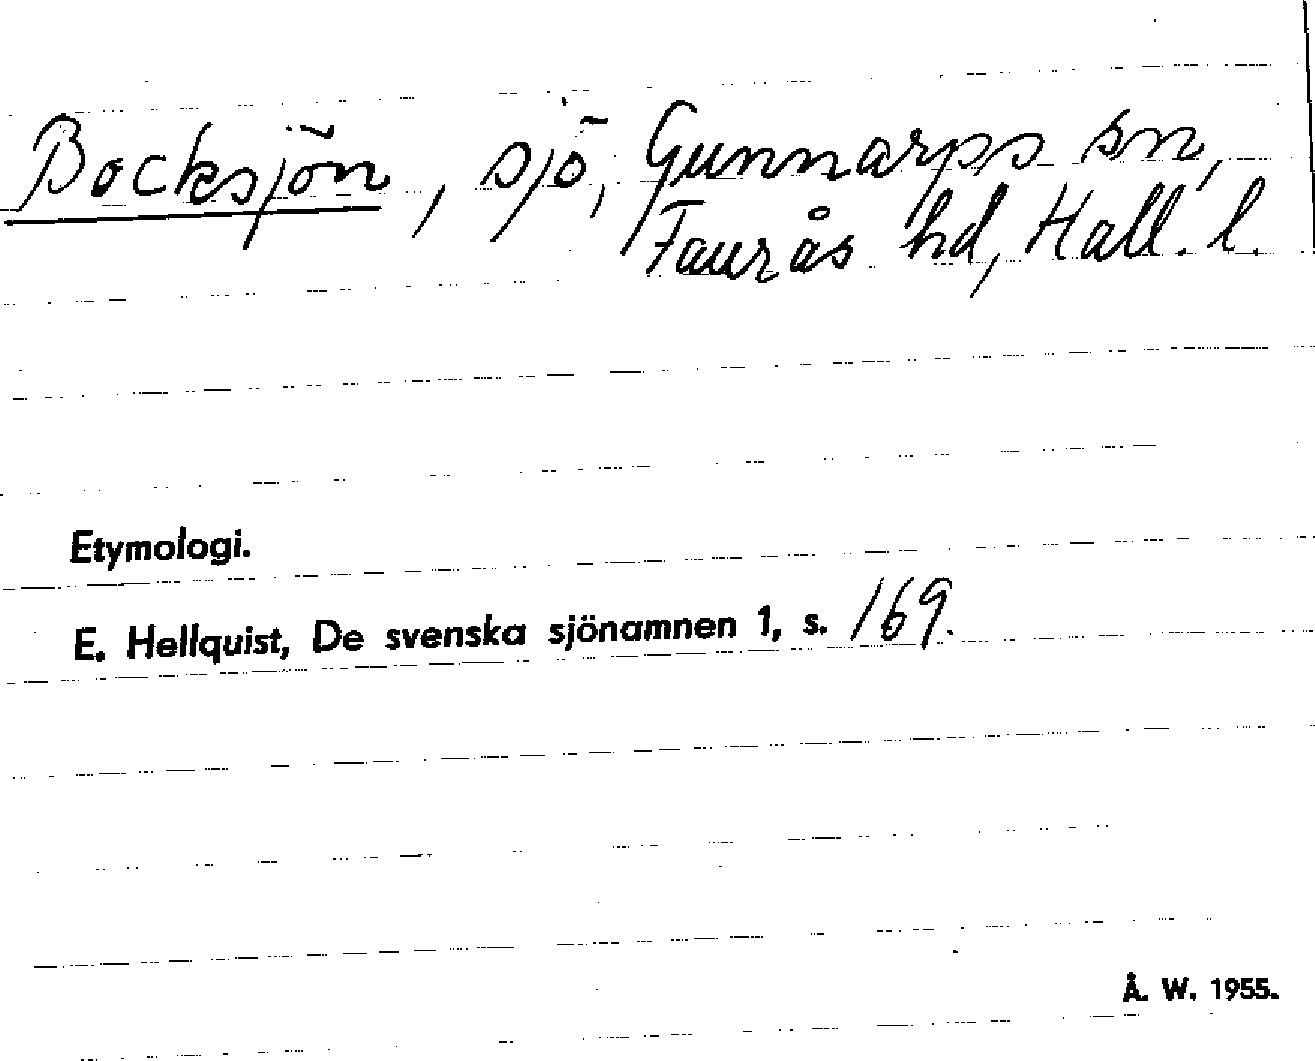 Bocksjön, sjö, Gunnarps sn,
Faurås hd, Hall. l.
Etymologi.
E. Hellquist, De svenska sjönamnen 1, s. 169.
Å. W. 1955.